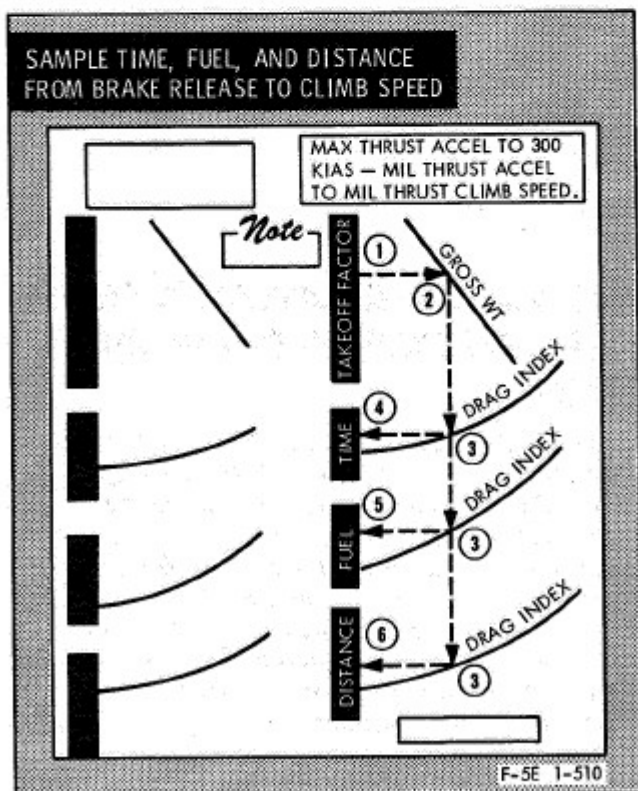 SAMPLE TIME, FUEL, AND DISTANCE
FROM BRAKE RELEASE TO CLIMB SPEED
MAX THRUST ACCEL TO 300
KIAS — MIL THRUST ACCEL
TO MIL THRUST CLIMB SPEED.
Note
TAKEOFF FACTOR
1
2
GROSS WT
DRAG INDEX
TIME
4
3
DRAG INDEX
FUEL
5
3
DRAG INDEX
DISTANCE
6
3
F-5E 1-510